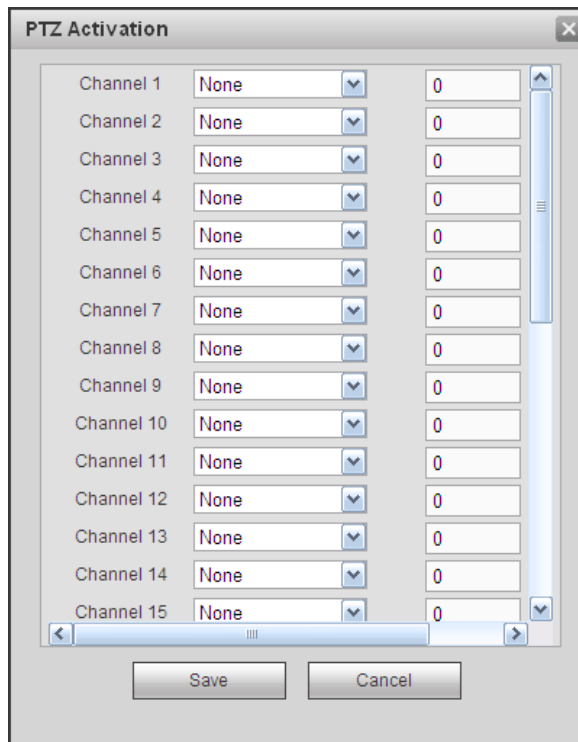 PTZ Activation
Channel 1 None 0
Channel 2 None 0
Channel 3 None 0
Channel 4 None 0
Channel 5 None 0
Channel 6 None 0
Channel 7 None 0
Channel 8 None 0
Channel 9 None 0
Channel 10 None 0
Channel 11 None 0
Channel 12 None 0
Channel 13 None 0
Channel 14 None 0
Channel 15 None 0
Save Cancel